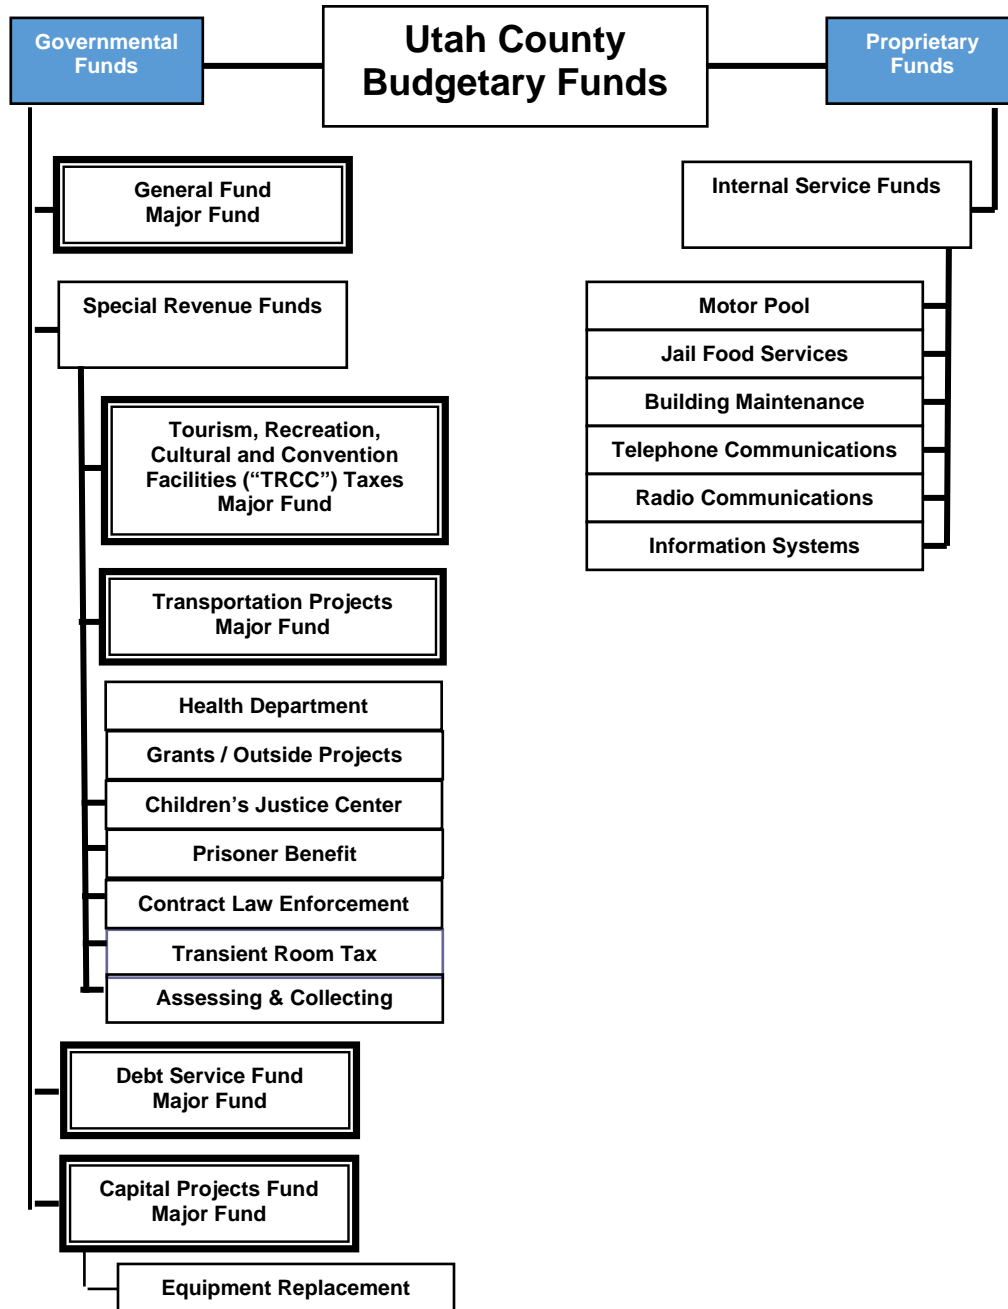 Governmental
Funds
Utah County
Budgetary Funds
Proprietary
Funds
General Fund
Major Fund
Special Revenue Funds
Tourism, Recreation,
Cultural and Convention
Facilities (“TRCC”) Taxes
Major Fund
Transportation Projects
Major Fund
Health Department
Grants / Outside Projects
Children’s Justice Center
Prisoner Benefit
Contract Law Enforcement
Transient Room Tax
Assessing & Collecting
Debt Service Fund
Major Fund
Capital Projects Fund
Major Fund
Equipment Replacement
Internal Service Funds
Motor Pool
Jail Food Services
Building Maintenance
Telephone Communications
Radio Communications
Information Systems